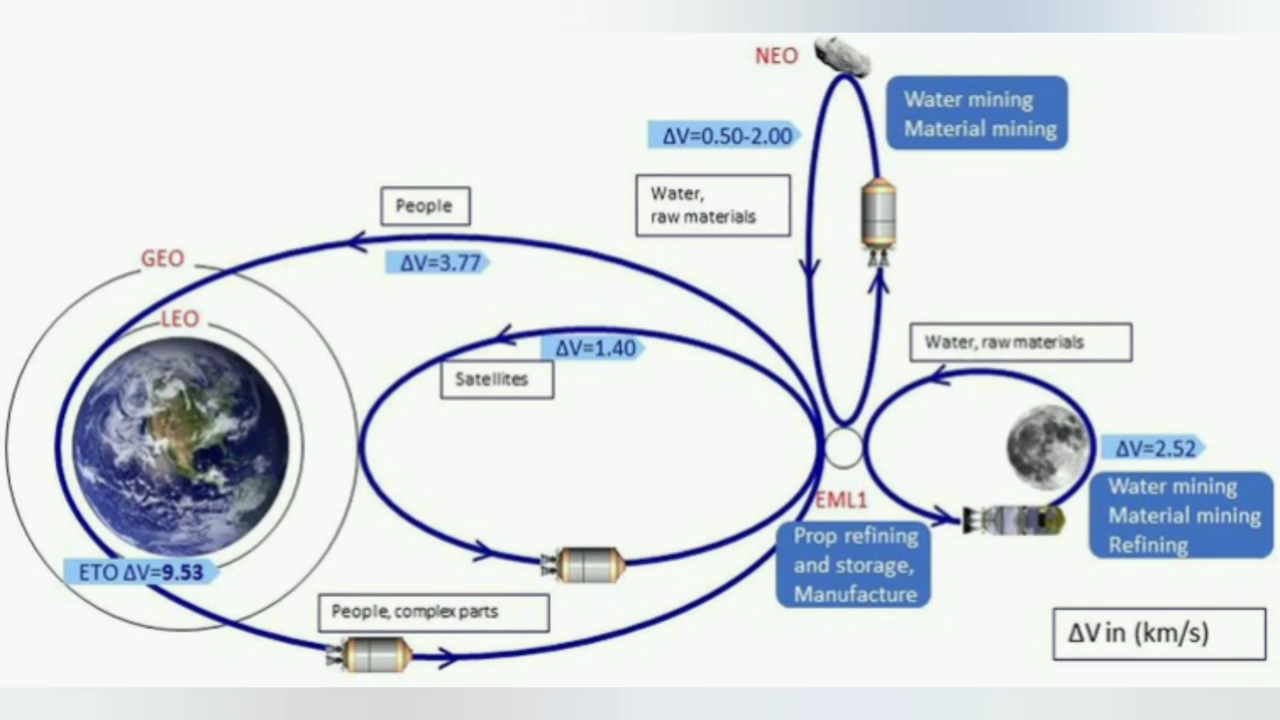 NEO
Water mining
Material mining
ΔV=0.50-2.00
Water,
raw materials
People
ΔV=3.77
GEO
LEO
ΔV=1.40
Satellites
Water, raw materials
ΔV=2.52
Water mining
Material mining
Refining
EML1
Prop refining
and storage,
Manufacture
ETO ΔV=9.53
People, complex parts
ΔV in (km/s)